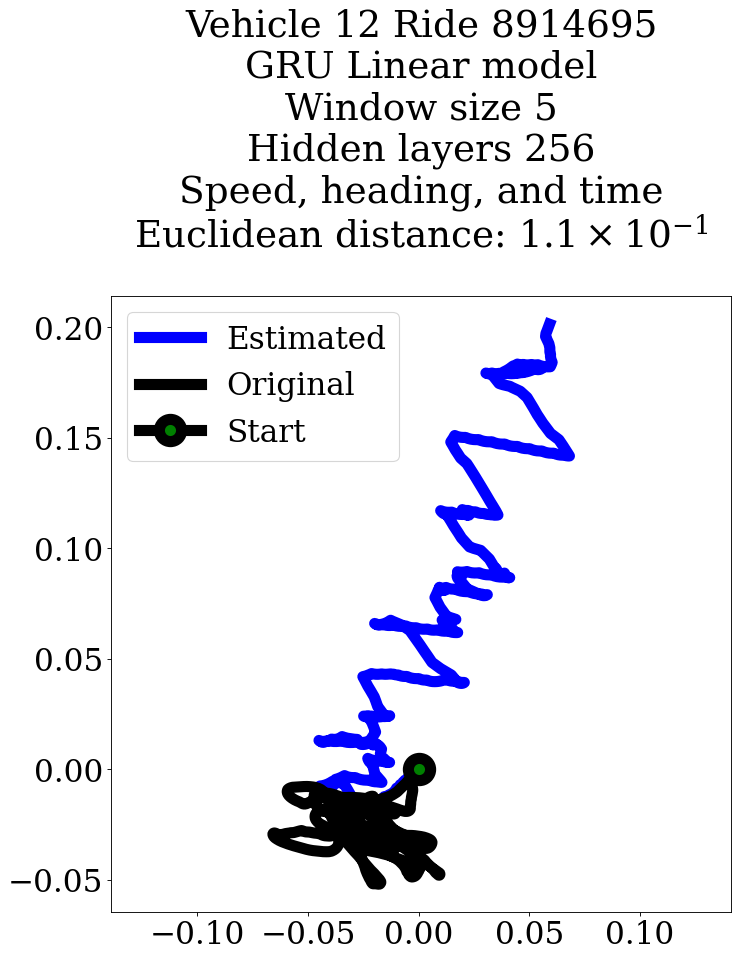 Vehicle 12 Ride 8914695
GRU Linear model
Window size 5
Hidden layers 256
Speed, heading, and time
Euclidean distance: 1.1 × 10⁻¹
Estimated
Original
Start
0.20
0.15
0.10
0.05
0.00
−0.05
−0.10 −0.05 0.00 0.05 0.10